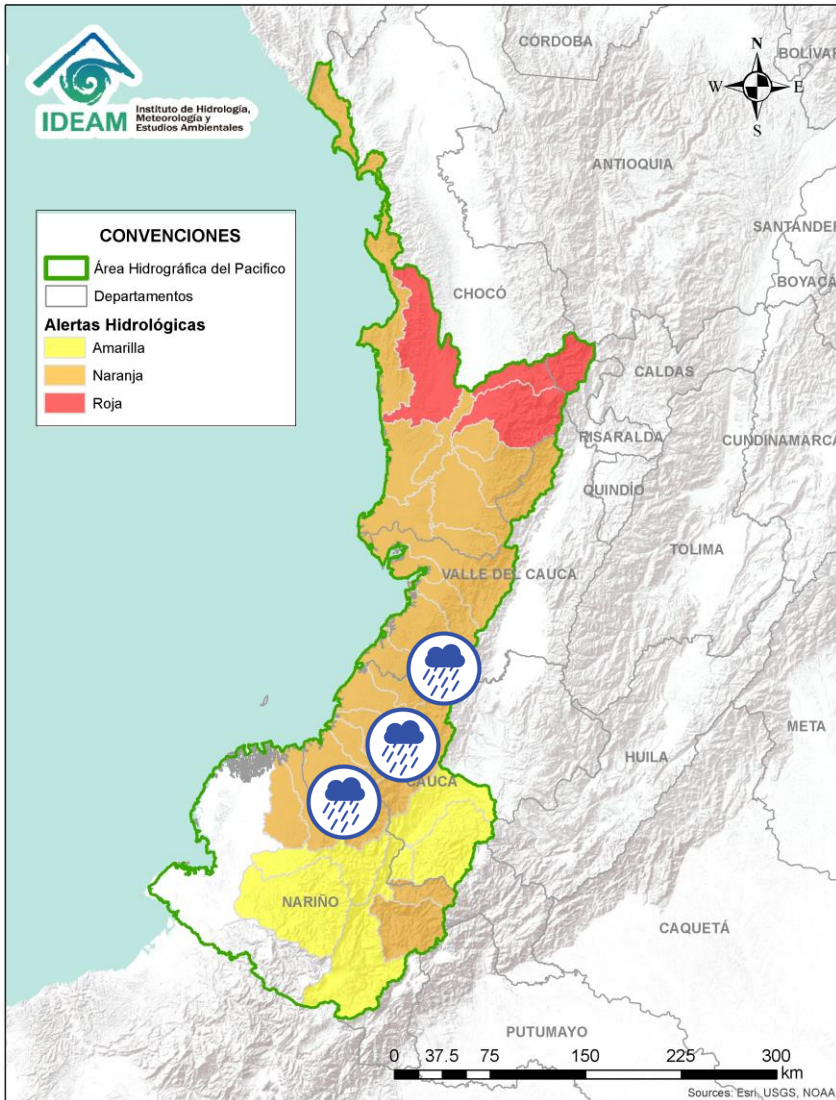 IDEAM
Instituto de Hidrología,
Meteorología y
Estudios Ambientales
CÓRDOBA
BOLÍVAR
N
W
E
S
ANTIOQUIA
SANTANDER
BOYACÁ
CONVENCIONES
Área Hidrográfica del Pacifico
Departamentos
Alertas Hidrológicas
Amarilla
Naranja
Roja
CHOCÓ
CALDAS
RISARALDA
CUNDINAMARCA
QUINDÍO
TOLIMA
VALLE DEL CAUCA
META
HUILA
CAUCA
NARIÑO
CAQUETÁ
PUTUMAYO
0 37.5 75 150 225 300
km
Sources: Esri, USGS, NOAA